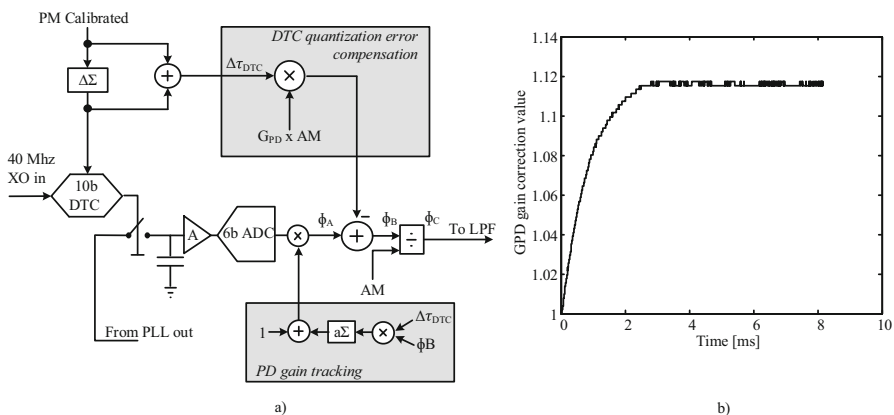 PM Calibrated
ΔΣ
+
Δτ_DTC
DTC quantization error
compensation
×
G_PD x AM
40 Mhz
XO in
10b
DTC
A
6b ADC
×
ϕ_A
+
−
ϕ_B
÷
ϕ_C
To LPF
AM
From PLL out
1
+
aΣ
×
Δτ_DTC
ϕB
PD gain tracking
a)
GPD gain correction value
1.14
1.12
1.1
1.08
1.06
1.04
1.02
1
0
2
4
6
8
10
Time [ms]
b)